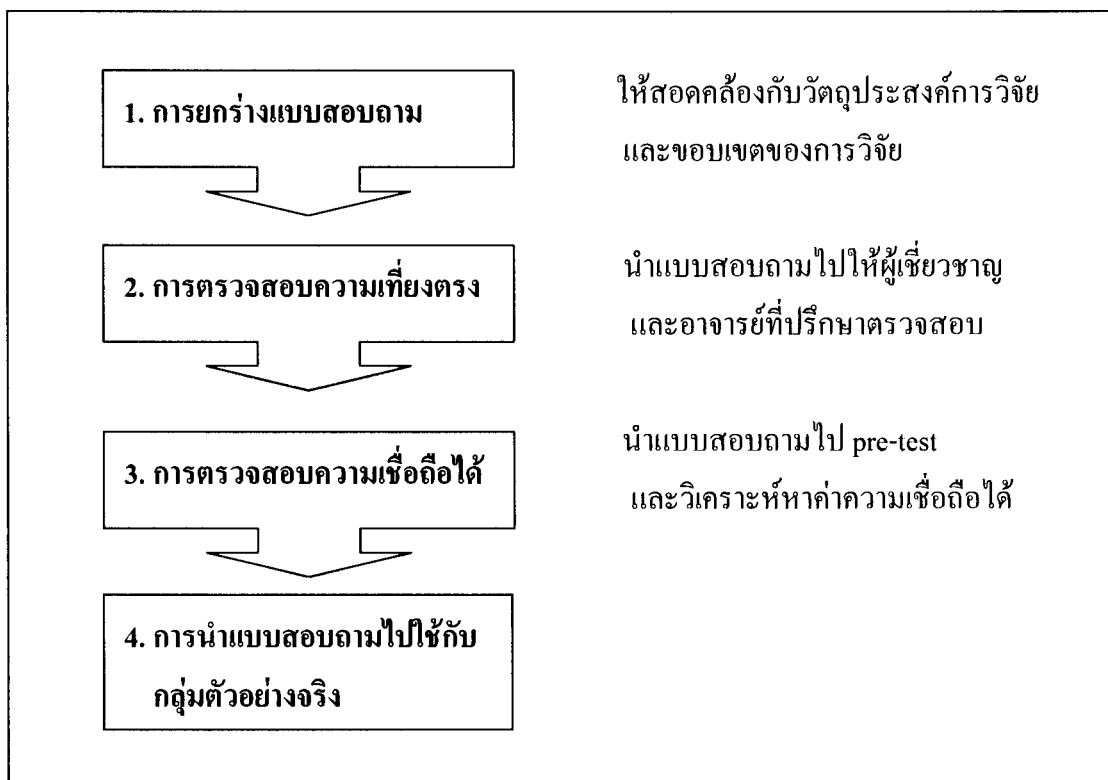 1. การยกร่างแบบสอบถาม
ให้สอดคล้องกับวัตถุประสงค์การวิจัย
และขอบเขตของการวิจัย
2. การตรวจสอบความเที่ยงตรง
นำแบบสอบถามไปให้ผู้เชี่ยวชาญ
และอาจารย์ที่ปรึกษาตรวจสอบ
3. การตรวจสอบความเชื่อถือได้
นำแบบสอบถามไป pre-test
และวิเคราะห์หาค่าความเชื่อถือได้
4. การนำแบบสอบถามไปใช้กับ
กลุ่มตัวอย่างจริง